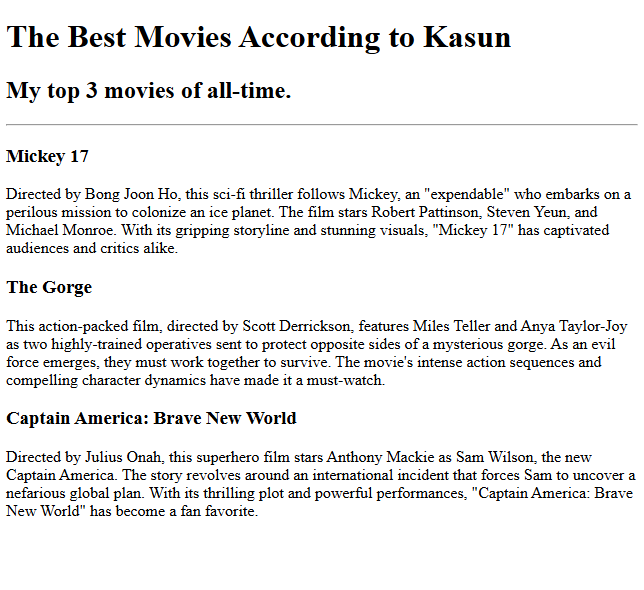 The Best Movies According to Kasun
My top 3 movies of all-time.
Mickey 17
Directed by Bong Joon Ho, this sci-fi thriller follows Mickey, an "expendable" who embarks on a
perilous mission to colonize an ice planet. The film stars Robert Pattinson, Steven Yeun, and
Michael Monroe. With its gripping storyline and stunning visuals, "Mickey 17" has captivated
audiences and critics alike.
The Gorge
This action-packed film, directed by Scott Derrickson, features Miles Teller and Anya Taylor-Joy
as two highly-trained operatives sent to protect opposite sides of a mysterious gorge. As an evil
force emerges, they must work together to survive. The movie's intense action sequences and
compelling character dynamics have made it a must-watch.
Captain America: Brave New World
Directed by Julius Onah, this superhero film stars Anthony Mackie as Sam Wilson, the new
Captain America. The story revolves around an international incident that forces Sam to uncover a
nefarious global plan. With its thrilling plot and powerful performances, "Captain America: Brave
New World" has become a fan favorite.